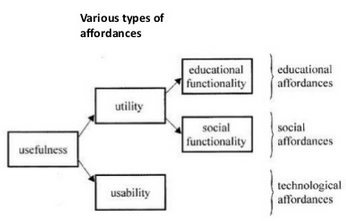 Various types of
affordances
educational
functionality
educational
affordances
utility
social
functionality
social
affordances
usefulness
usability
technological
affordances